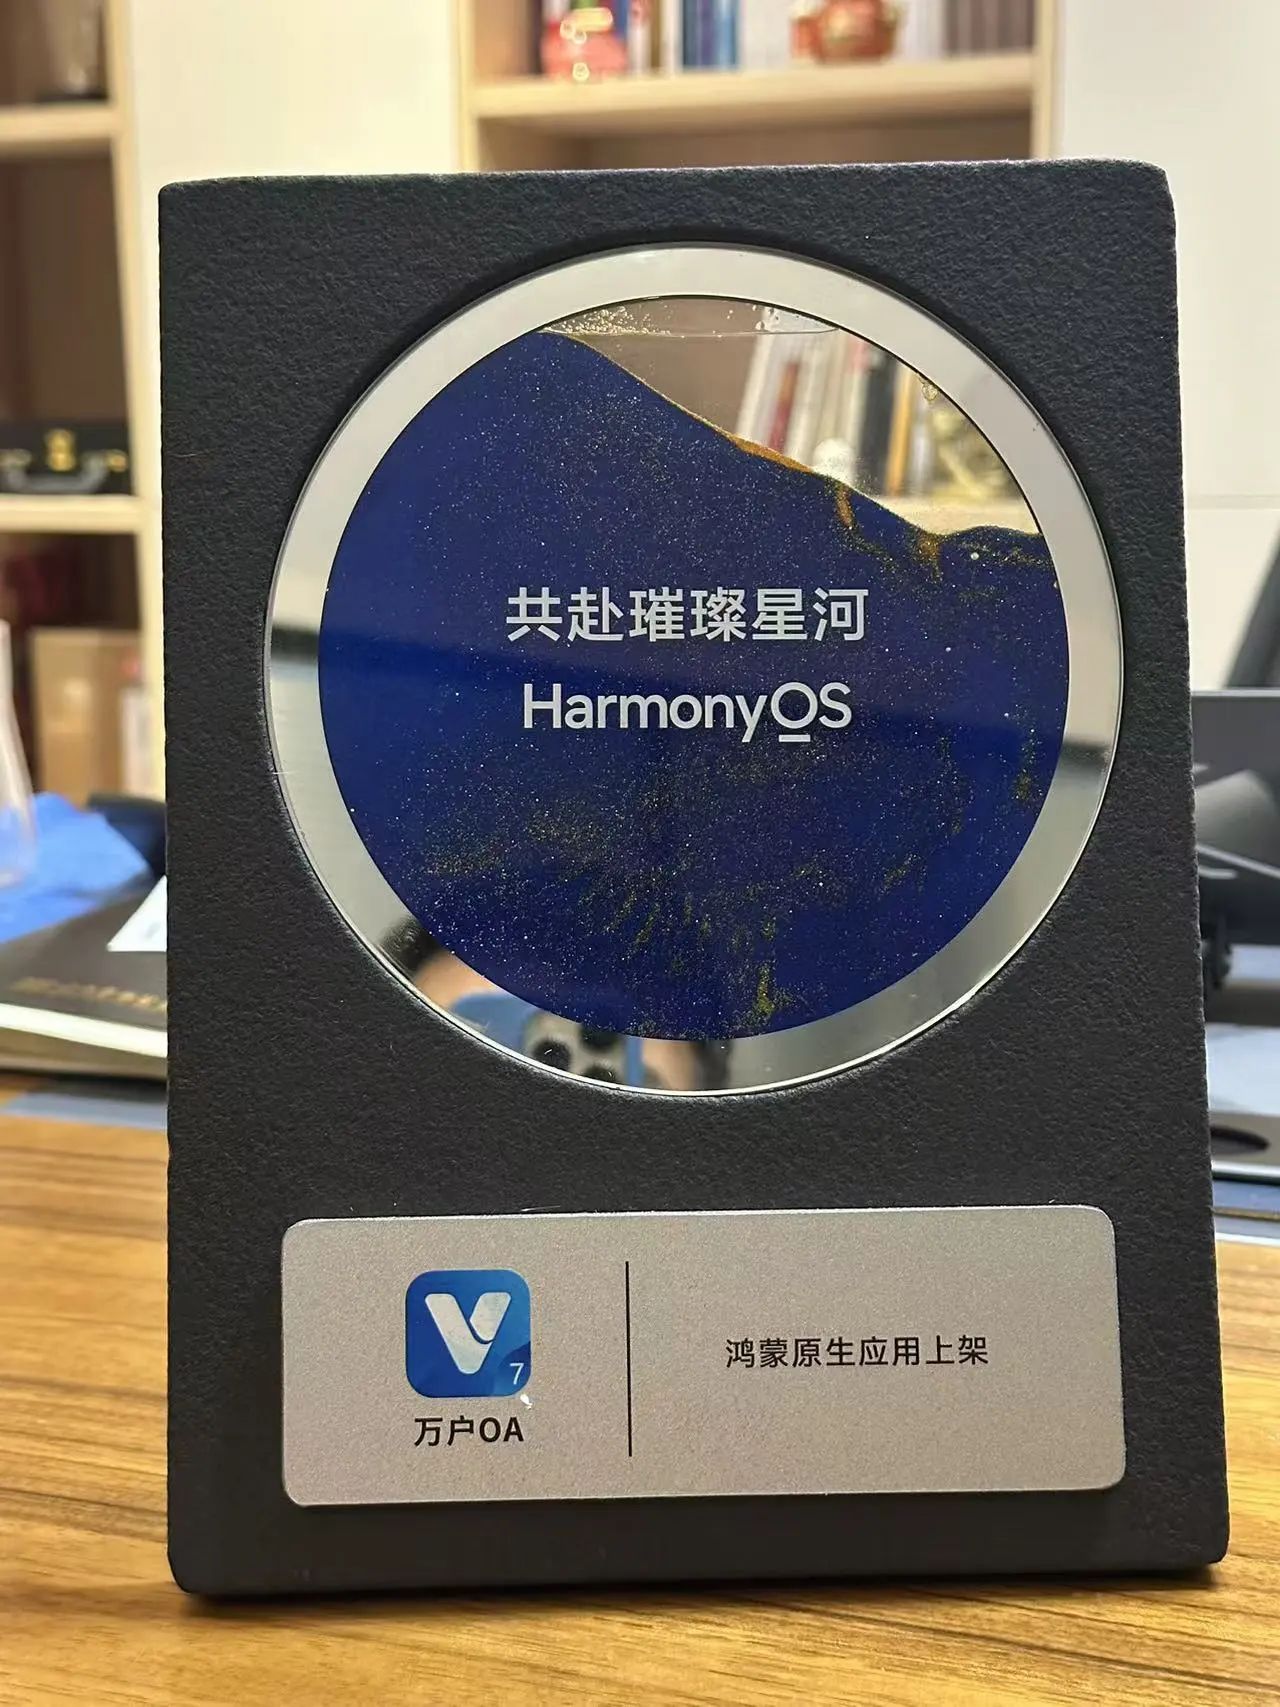 共赴璀璨星河
HarmonyOS
7
万户OA
鸿蒙原生应用上架